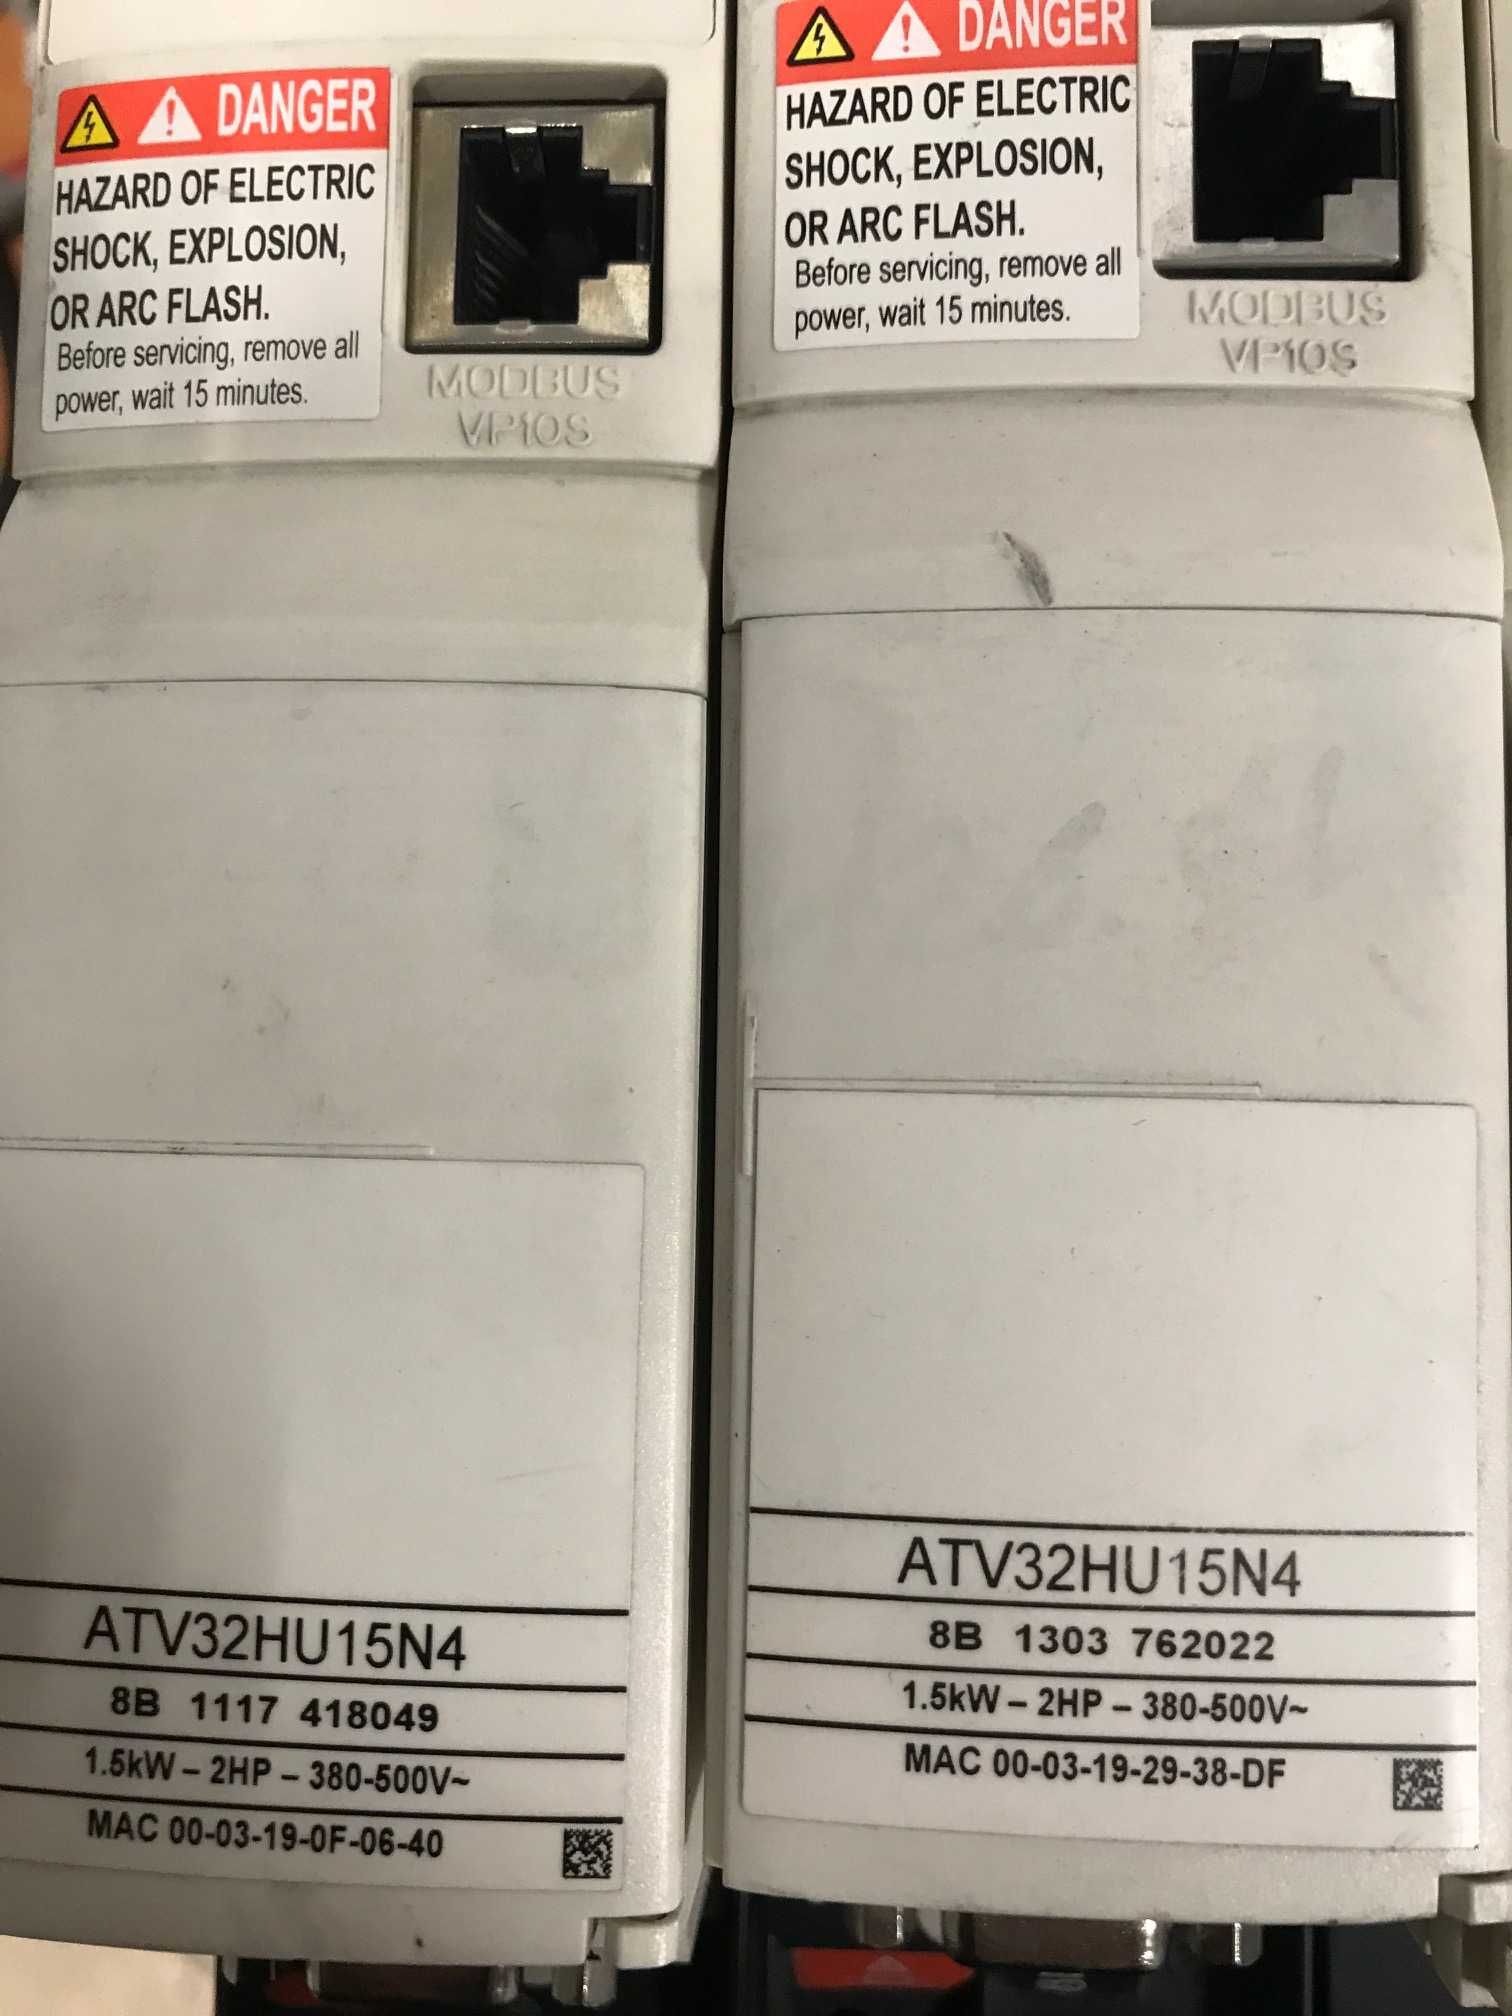 DANGER
HAZARD OF ELECTRIC
SHOCK, EXPLOSION,
OR ARC FLASH.
Before servicing, remove all
power, wait 15 minutes.
MODBUS
VP10S
ATV32HU15N4
8B 1117 418049
1.5kW – 2HP – 380-500V~
MAC 00-03-19-0F-06-40
DANGER
HAZARD OF ELECTRIC
SHOCK, EXPLOSION,
OR ARC FLASH.
Before servicing, remove all
power, wait 15 minutes.
MODBUS
VP10S
ATV32HU15N4
8B 1303 762022
1.5kW – 2HP – 380-500V~
MAC 00-03-19-29-38-DF